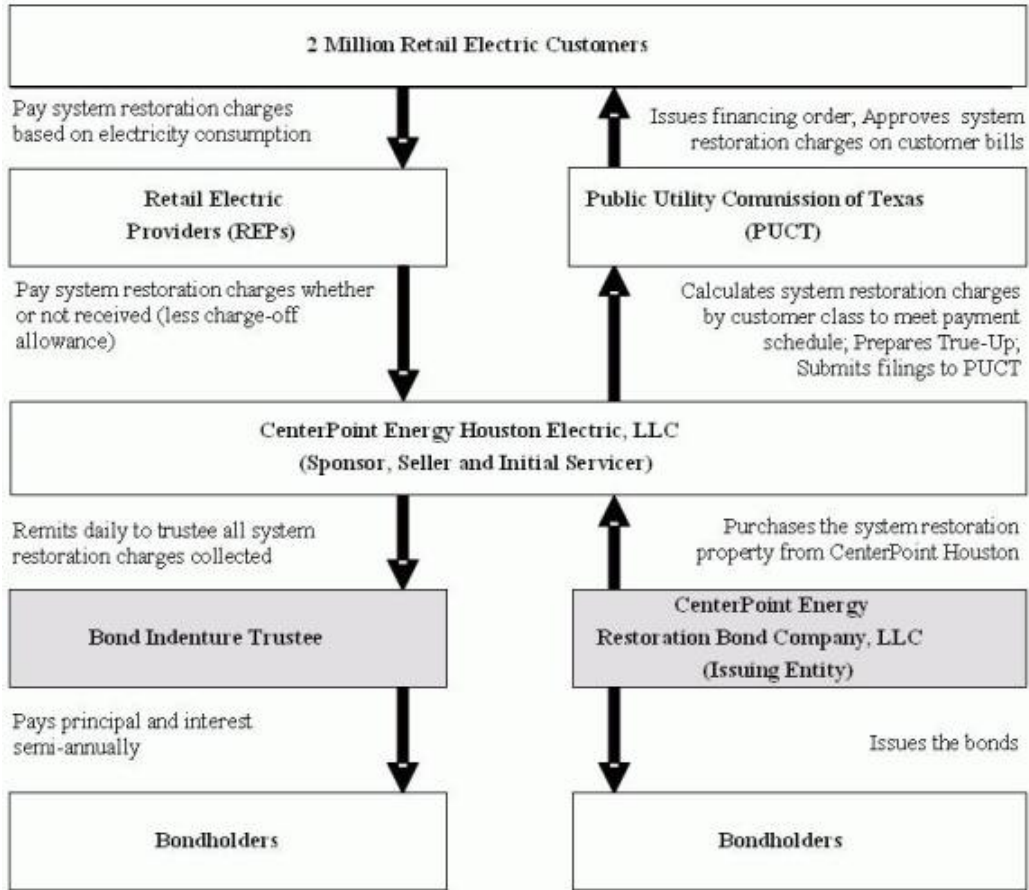 2 Million Retail Electric Customers
Pay system restoration charges
based on electricity consumption
Issues financing order; Approves system
restoration charges on customer bills
Retail Electric
Providers (REPs)
Public Utility Commission of Texas
(PUCT)
Pay system restoration charges whether
or not received (less charge-off
allowance)
Calculates system restoration charges
by customer class to meet payment
schedule; Prepares True-Up;
Submits filings to PUCT
CenterPoint Energy Houston Electric, LLC
(Sponsor, Seller and Initial Servicer)
Remits daily to trustee all system
restoration charges collected
Purchases the system restoration
property from CenterPoint Houston
Bond Indenture Trustee
CenterPoint Energy
Restoration Bond Company, LLC
(Issuing Entity)
Pays principal and interest
semi-annually
Issues the bonds
Bondholders
Bondholders